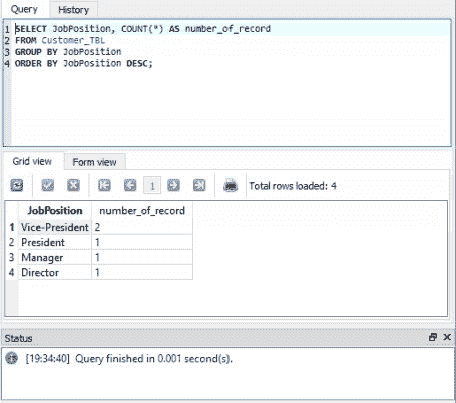 Query History
1 SELECT JobPosition, COUNT(*) AS number_of_record
2 FROM Customer_TBL
3 GROUP BY JobPosition
4 ORDER BY JobPosition DESC;
Grid view Form view
1 Total rows loaded: 4
JobPosition number_of_record
1 Vice-President 2
2 President 1
3 Manager 1
4 Director 1
Status
[19:34:40] Query finished in 0.001 second(s).